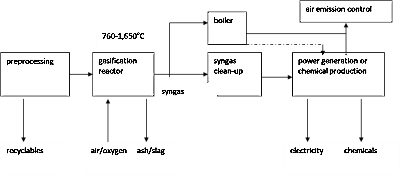 air emission control
boiler
760-1,650°C
preprocessing
gasification
reactor
syngas
syngas
clean-up
power generation or
chemical production
recyclables
air/oxygen
ash/slag
electricity
chemicals